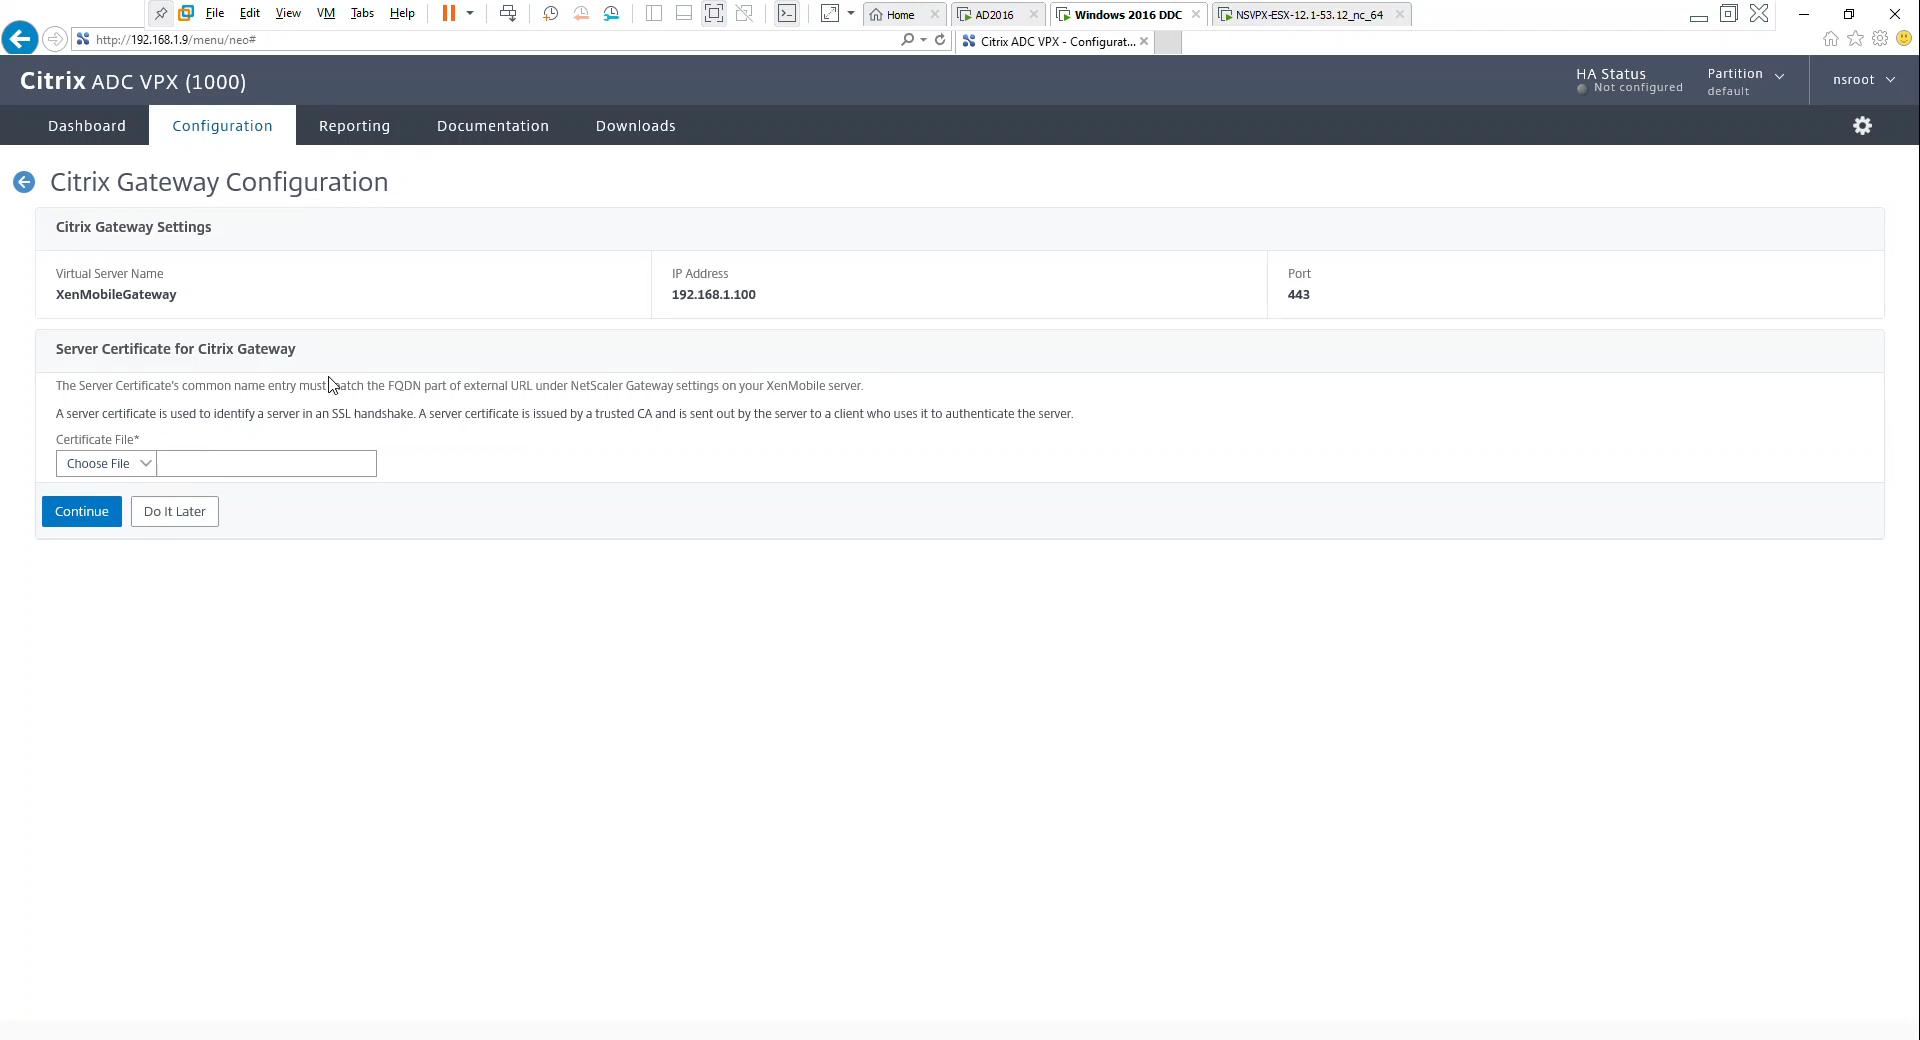 File Edit View VM Tabs Help Home AD2016 Windows 2016 DDC NSVPX-ESX-12.1-53.12_nc_64
http://192.168.1.9/menu/neo# Citrix ADC VPX - Configurat...
Citrix ADC VPX (1000)
HA Status
Not configured
Partition
default
nsroot
Dashboard Configuration Reporting Documentation Downloads
Citrix Gateway Configuration
Citrix Gateway Settings
Virtual Server Name IP Address Port
XenMobileGateway 192.168.1.100 443
Server Certificate for Citrix Gateway
The Server Certificate's common name entry must match the FQDN part of external URL under NetScaler Gateway settings on your XenMobile server.
A server certificate is used to identify a server in an SSL handshake. A server certificate is issued by a trusted CA and is sent out by the server to a client who uses it to authenticate the server.
Certificate File*
Choose File
Continue Do It Later